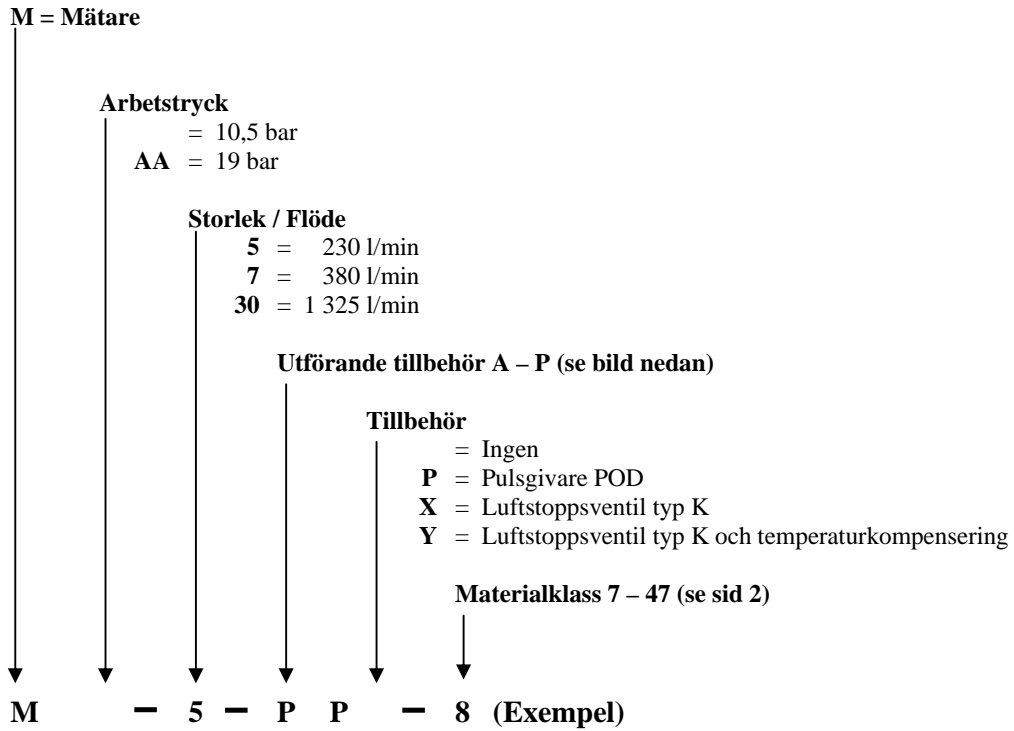 M = Mätare
Arbetstryck
= 10,5 bar
AA = 19 bar
Storlek / Flöde
5 = 230 l/min
7 = 380 l/min
30 = 1 325 l/min
Utförande tillbehör A – P (se bild nedan)
Tillbehör
= Ingen
P = Pulsgivare POD
X = Luftstoppsventil typ K
Y = Luftstoppsventil typ K och temperaturkompensering
Materialklass 7 – 47 (se sid 2)
M – 5 – P P – 8 (Exempel)